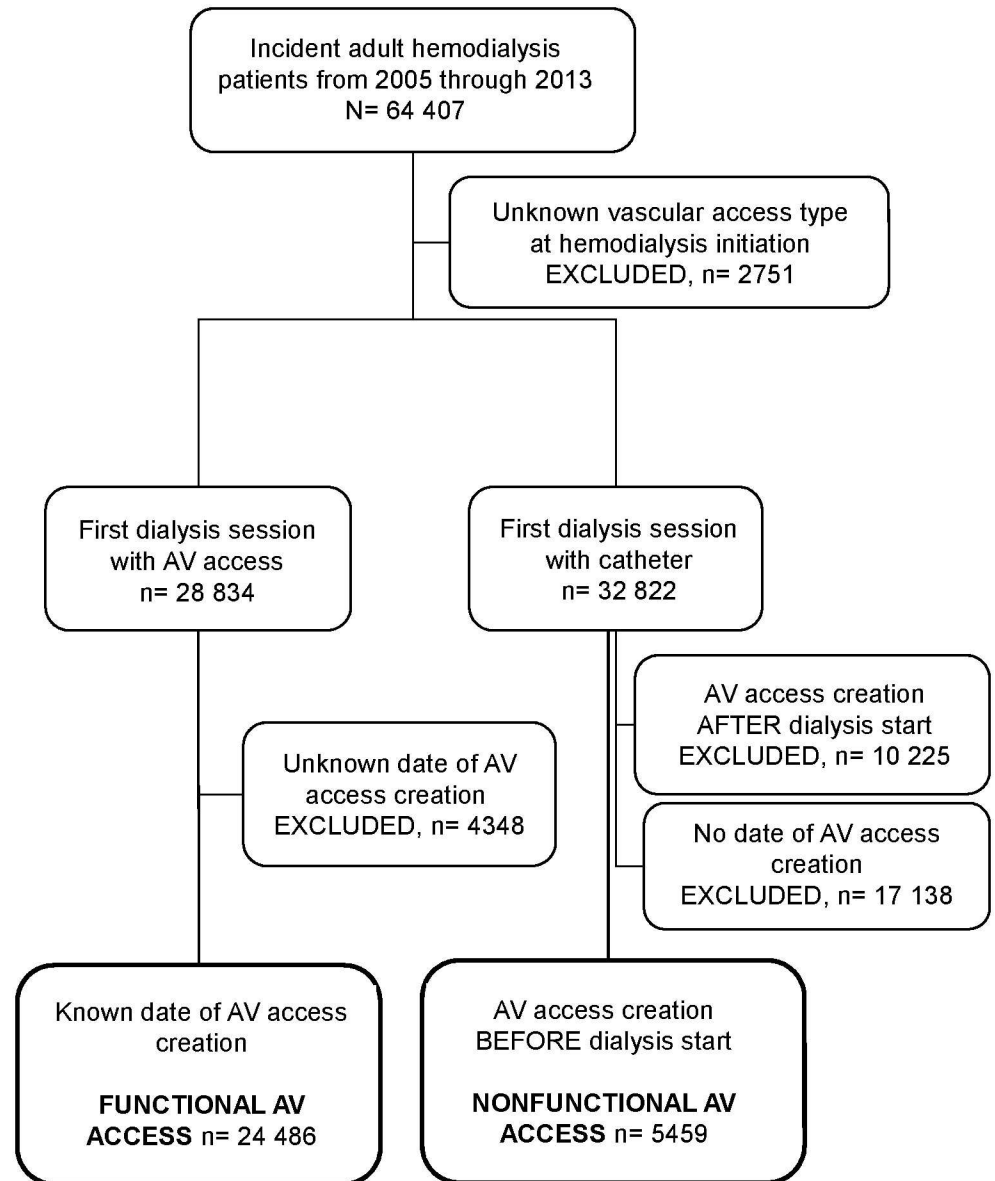 Incident adult hemodialysis
patients from 2005 through 2013
N= 64 407
Unknown vascular access type
at hemodialysis initiation
EXCLUDED, n= 2751
First dialysis session
with AV access
n= 28 834
First dialysis session
with catheter
n= 32 822
AV access creation
AFTER dialysis start
EXCLUDED, n= 10 225
Unknown date of AV
access creation
EXCLUDED, n= 4348
No date of AV access
creation
EXCLUDED, n= 17 138
Known date of AV access
creation
FUNCTIONAL AV
ACCESS n= 24 486
AV access creation
BEFORE dialysis start
NONFUNCTIONAL AV
ACCESS n= 5459